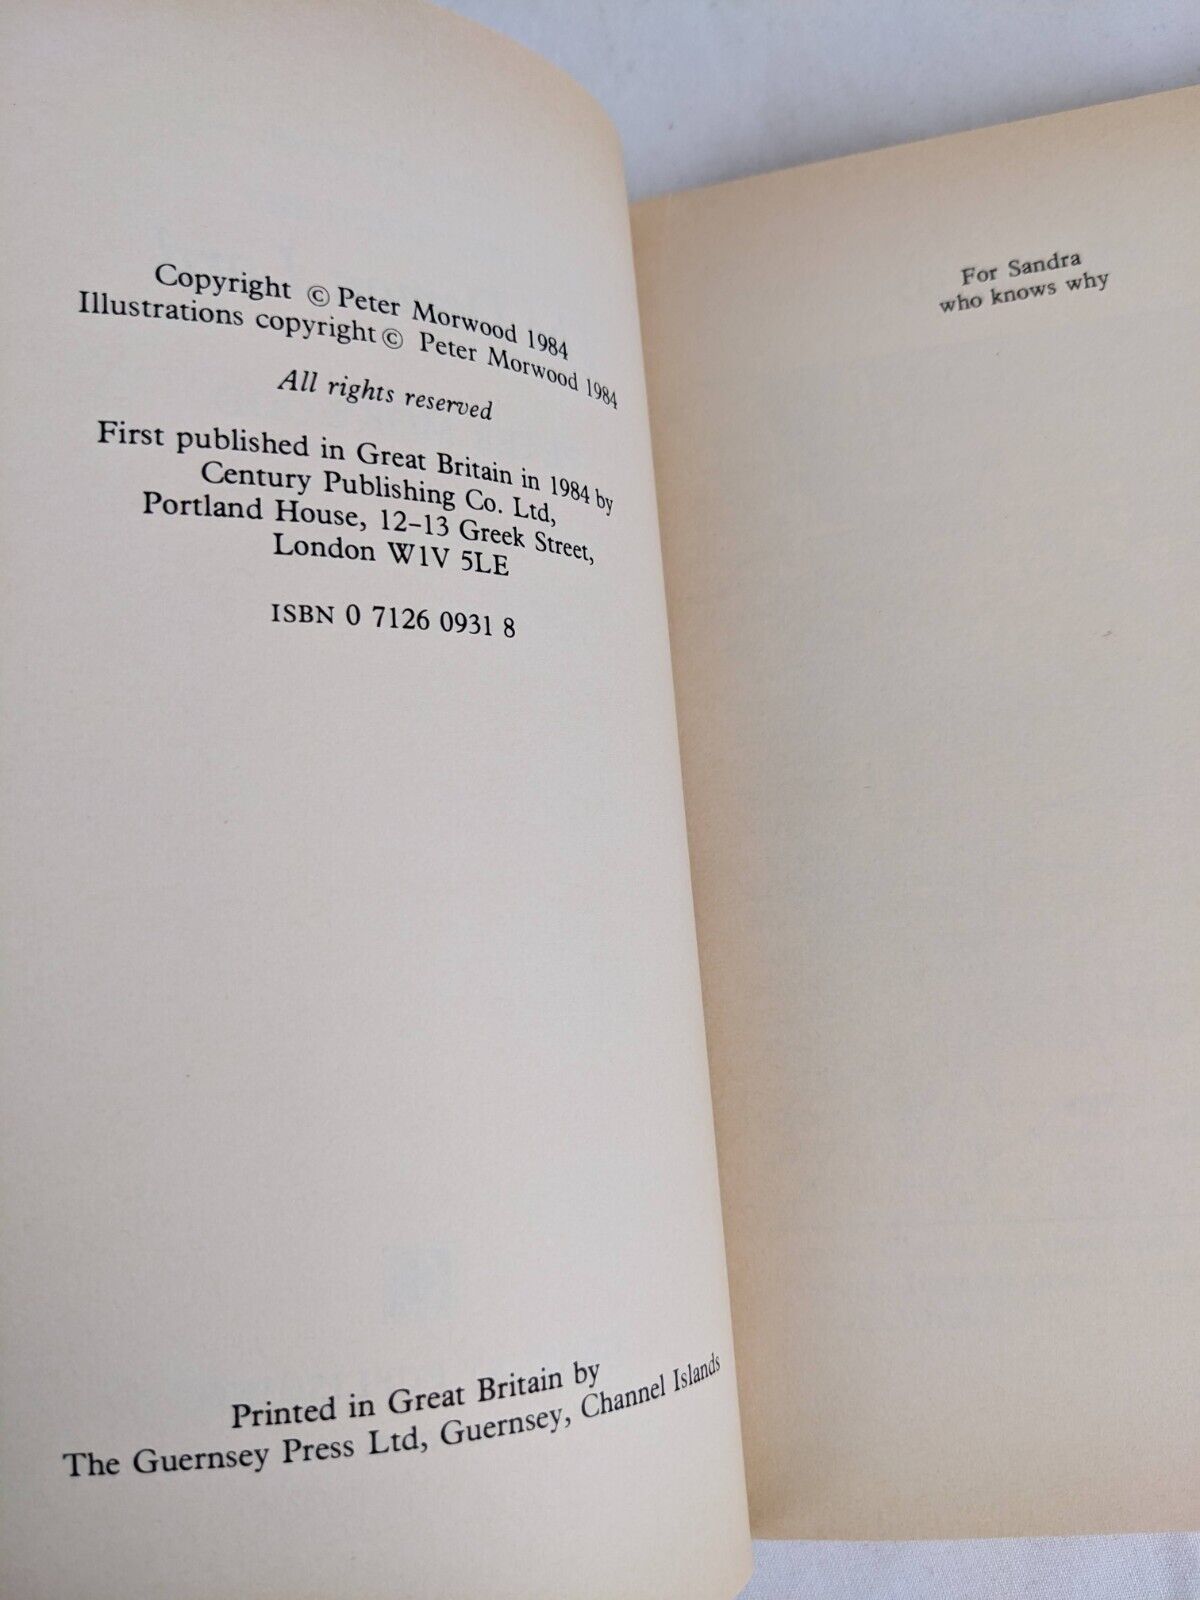 Copyright © Peter Morwood 1984
Illustrations copyright © Peter Morwood 1984
All rights reserved
First published in Great Britain in 1984 by
Century Publishing Co. Ltd,
Portland House, 12–13 Greek Street,
London W1V 5LE
ISBN 0 7126 0931 8
Printed in Great Britain by
The Guernsey Press Ltd, Guernsey, Channel Islands
For Sandra
who knows why